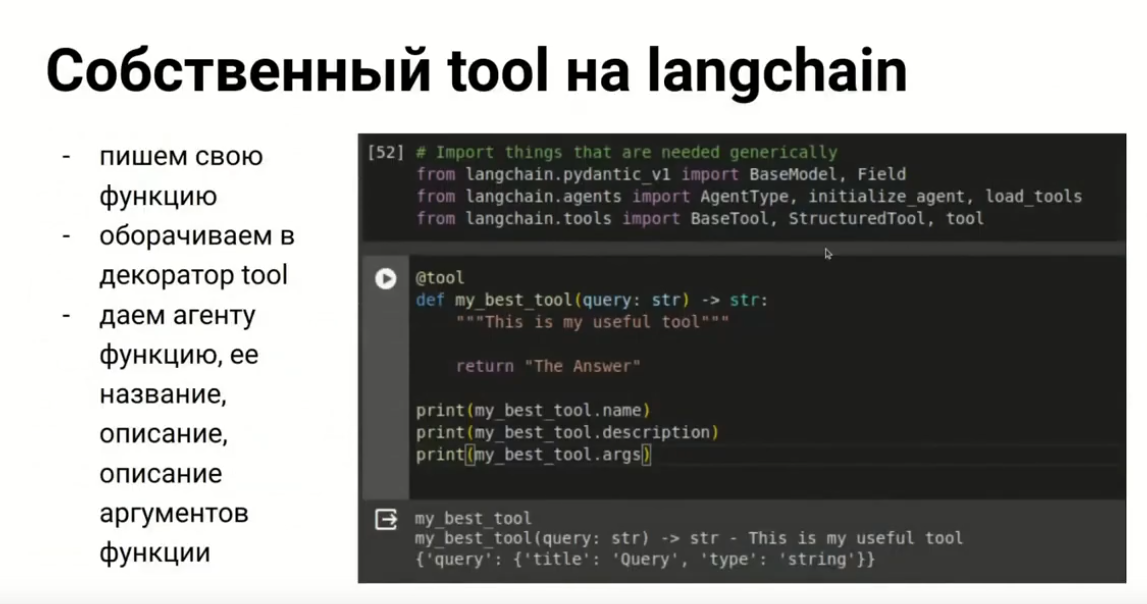 Собственный tool на langchain
- пишем свою
функцию
- оборачиваем в
декоратор tool
- даем агенту
функцию, ее
название,
описание,
описание
аргументов
функции
[52] # Import things that are needed generically
from langchain.pydantic_v1 import BaseModel, Field
from langchain.agents import AgentType, initialize_agent, load_tools
from langchain.tools import BaseTool, StructuredTool, tool
@tool
def my_best_tool(query: str) -> str:
"""This is my useful tool"""
return "The Answer"
print(my_best_tool.name)
print(my_best_tool.description)
print(my_best_tool.args)
my_best_tool
my_best_tool(query: str) -> str - This is my useful tool
{'query': {'title': 'Query', 'type': 'string'}}